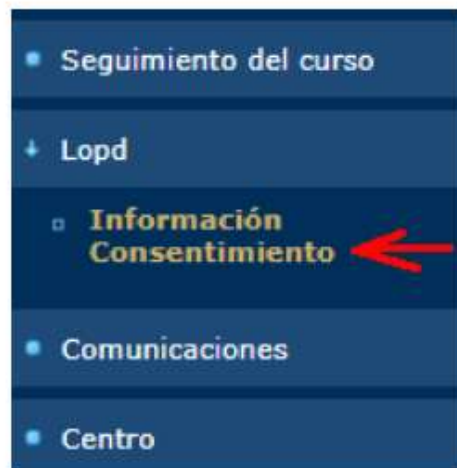 Seguimiento del curso
Lopd
Información
Consentimiento
Comunicaciones
Centro